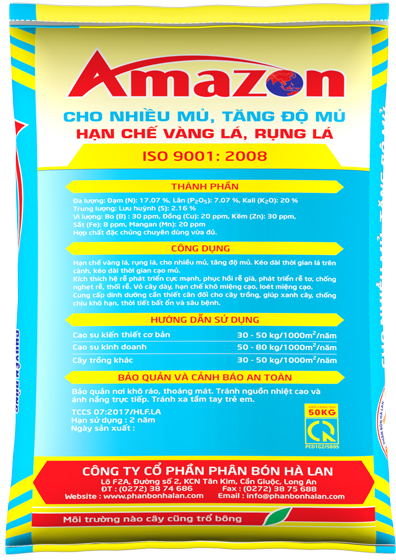 Amazon
CHO NHIỀU MỦ, TĂNG ĐỘ MỦ
HẠN CHẾ VÀNG LÁ, RỤNG LÁ
ISO 9001: 2008
THÀNH PHẦN
Đa lượng: Đạm (N): 17.07 %, Lân (P₂O₅): 7.07 %, Kali (K₂O): 20 %
Trung lượng: Lưu huỳnh (S): 2.16 %
Vi lượng: Bo (B) : 30 ppm, Đồng (Cu): 20 ppm, Kẽm (Zn): 30 ppm,
Sắt (Fe): 8 ppm, Mangan (Mn): 20 ppm
Hợp chất đặc chủng chuyên dùng vừa đủ.
CÔNG DỤNG
Hạn chế vàng lá, rụng lá, cho nhiều mủ, tăng độ mủ. Kéo dài thời gian lá trên
cành, kéo dài thời gian cạo mủ.
Kích thích hệ rễ phát triển cực mạnh, phục hồi rễ già, phát triển rễ tơ, chống
nghẹt rễ, thối rễ. Vỏ cây dày, hạn chế khô miệng cạo, loét miệng cạo.
Cung cấp dinh dưỡng cần thiết cân đối cho cây trồng, giúp xanh cây, chống
chịu khô hạn, thời tiết bất ổn và sâu bệnh.
HƯỚNG DẪN SỬ DỤNG
Cao su kiến thiết cơ bản 30 - 50 kg/1000m²/năm
Cao su kinh doanh 50 - 80 kg/1000m²/năm
Cây trồng khác 30 - 50 kg/1000m²/năm
BẢO QUẢN VÀ CẢNH BÁO AN TOÀN
Bảo quản nơi khô ráo, thoáng mát. Tránh nguồn nhiệt cao và
ánh nắng trực tiếp. Tránh xa tầm tay trẻ em.
TCCS 07:2017/HLF.LA
Hạn sử dụng : 2 năm
Ngày sản xuất :
50KG
CÔNG TY CỔ PHẦN PHÂN BÓN HÀ LAN
Lô F2A, Đường số 2, KCN Tân Kim, Cần Giuộc, Long An
ĐT : (0272) 38 74 686 Fax : (0272) 38 75 688
Website : www.phanbonhalan.com Email : info@phanbonhalan.com
Môi trường nào cây cũng trổ bông